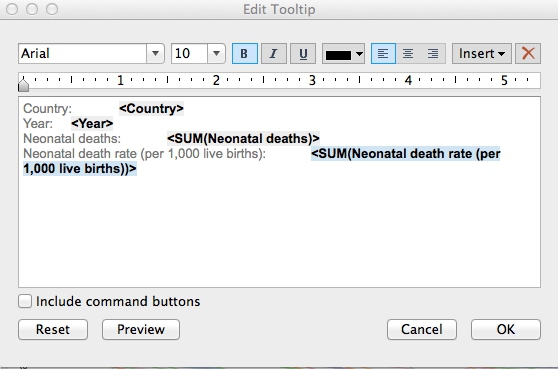 Edit Tooltip
Arial 10 B I U Insert
1 2 3 4 5
Country: <Country>
Year: <Year>
Neonatal deaths: <SUM(Neonatal deaths)>
Neonatal death rate (per 1,000 live births): <SUM(Neonatal death rate (per
1,000 live births))>
Include command buttons
Reset Preview Cancel OK